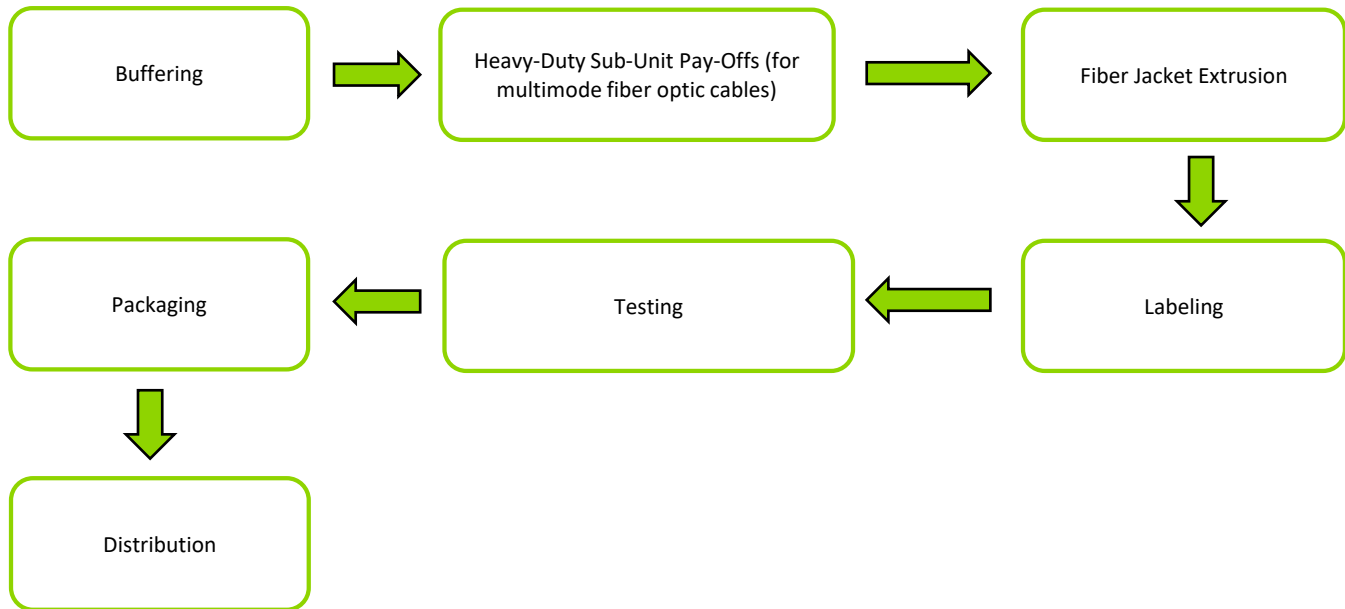 Buffering
Heavy-Duty Sub-Unit Pay-Offs (for
multimode fiber optic cables)
Fiber Jacket Extrusion
Packaging
Testing
Labeling
Distribution